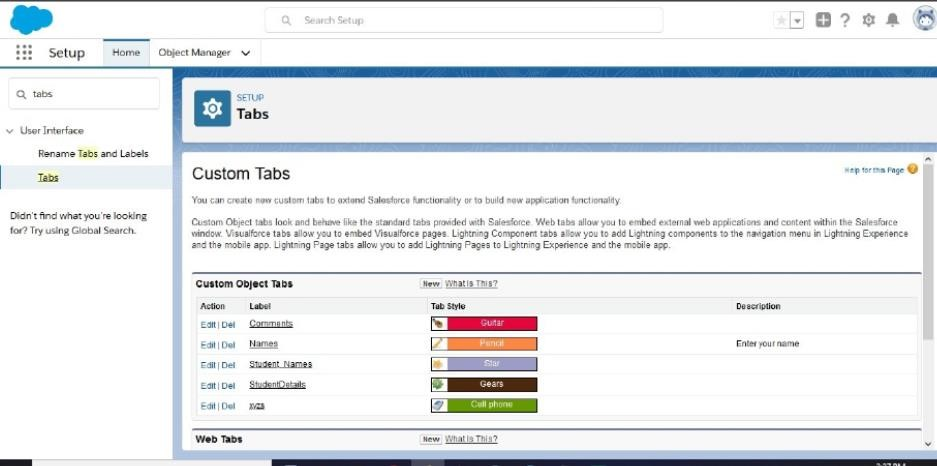 Search Setup
Setup Home Object Manager
tabs
User Interface
Rename Tabs and Labels
Tabs
Didn't find what you're looking
for? Try using Global Search.
SETUP
Tabs
Custom Tabs
Help for this Page
You can create new custom tabs to extend Salesforce functionality or to build new application functionality.
Custom Object tabs look and behave like the standard tabs provided with Salesforce. Web tabs allow you to embed external web applications and content within the Salesforce
window. Visualforce tabs allow you to embed Visualforce pages. Lightning Component tabs allow you to add Lightning components to the navigation menu in Lightning Experience
and the mobile app. Lightning Page tabs allow you to add Lightning Pages to Lightning Experience and the mobile app.
Custom Object Tabs New What Is This?
Action Label Tab Style Description
Edit | Del Comments Guitar
Edit | Del Names Pencil Enter your name
Edit | Del Student_Names Star
Edit | Del StudentDetails Gears
Edit | Del xyzs Cell phone
Web Tabs New What Is This?